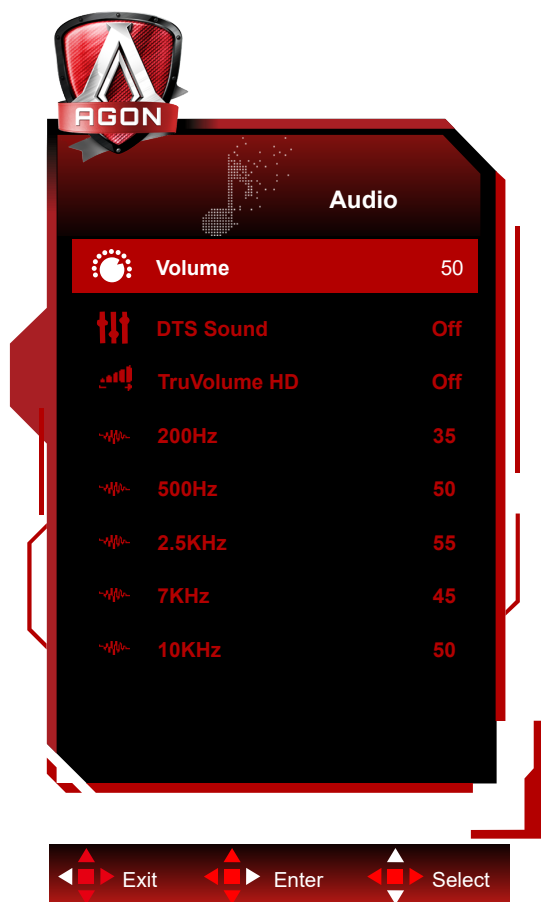 AGON
Audio
Volume 50
DTS Sound Off
TruVolume HD Off
200Hz 35
500Hz 50
2.5KHz 55
7KHz 45
10KHz 50
Exit Enter Select